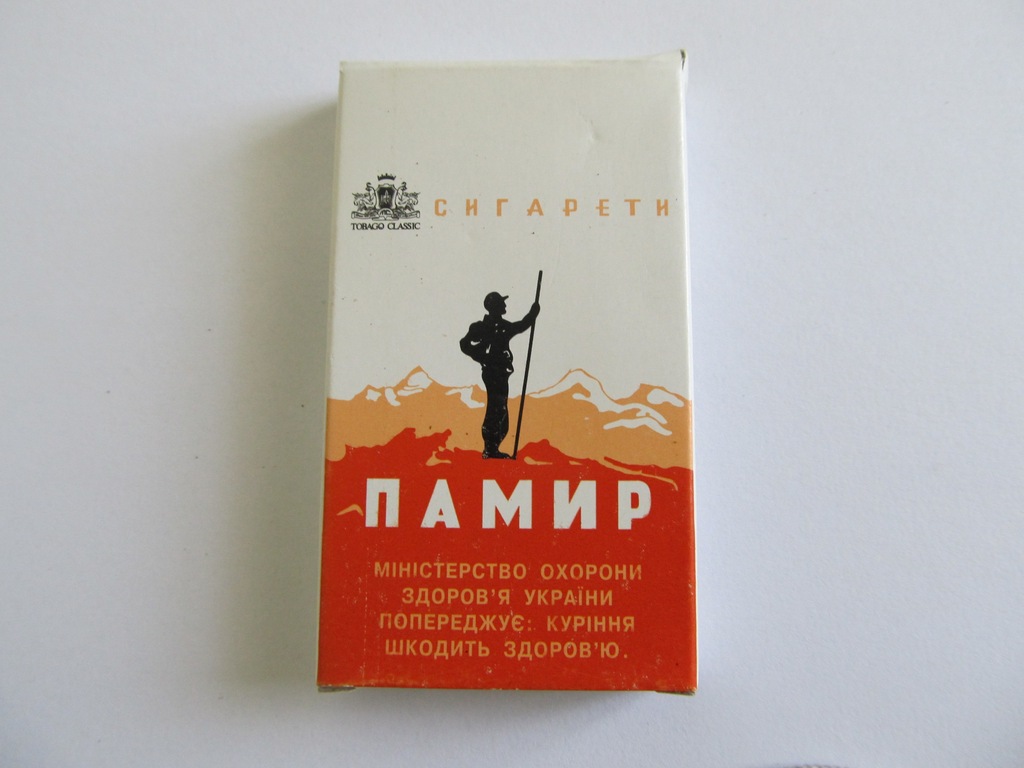 СИГАРЕТИ
TOBAGO CLASSIC
ПАМИР
МІНІСТЕРСТВО ОХОРОНИ
ЗДОРОВ'Я УКРАЇНИ
ПОПЕРЕДЖУЄ: КУРІННЯ
ШКОДИТЬ ЗДОРОВ'Ю.